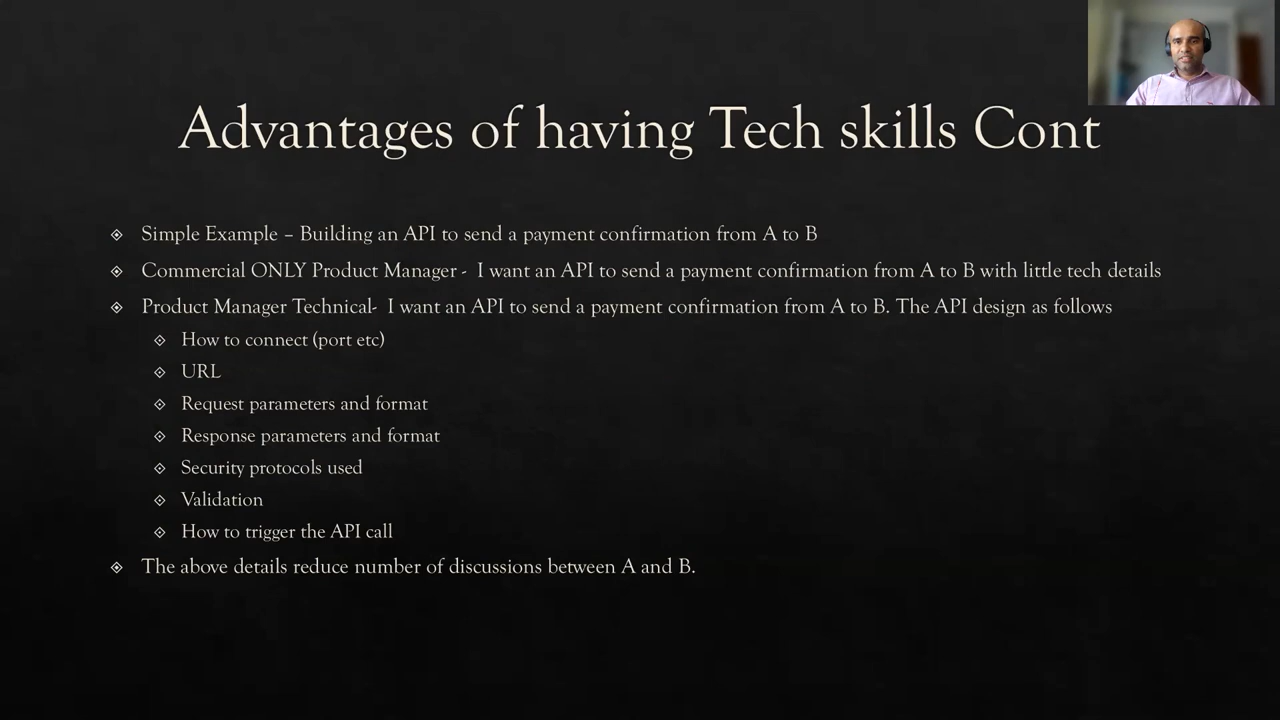 Advantages of having Tech skills Cont
Simple Example – Building an API to send a payment confirmation from A to B
Commercial ONLY Product Manager - I want an API to send a payment confirmation from A to B with little tech details
Product Manager Technical- I want an API to send a payment confirmation from A to B. The API design as follows
How to connect (port etc)
URL
Request parameters and format
Response parameters and format
Security protocols used
Validation
How to trigger the API call
The above details reduce number of discussions between A and B.